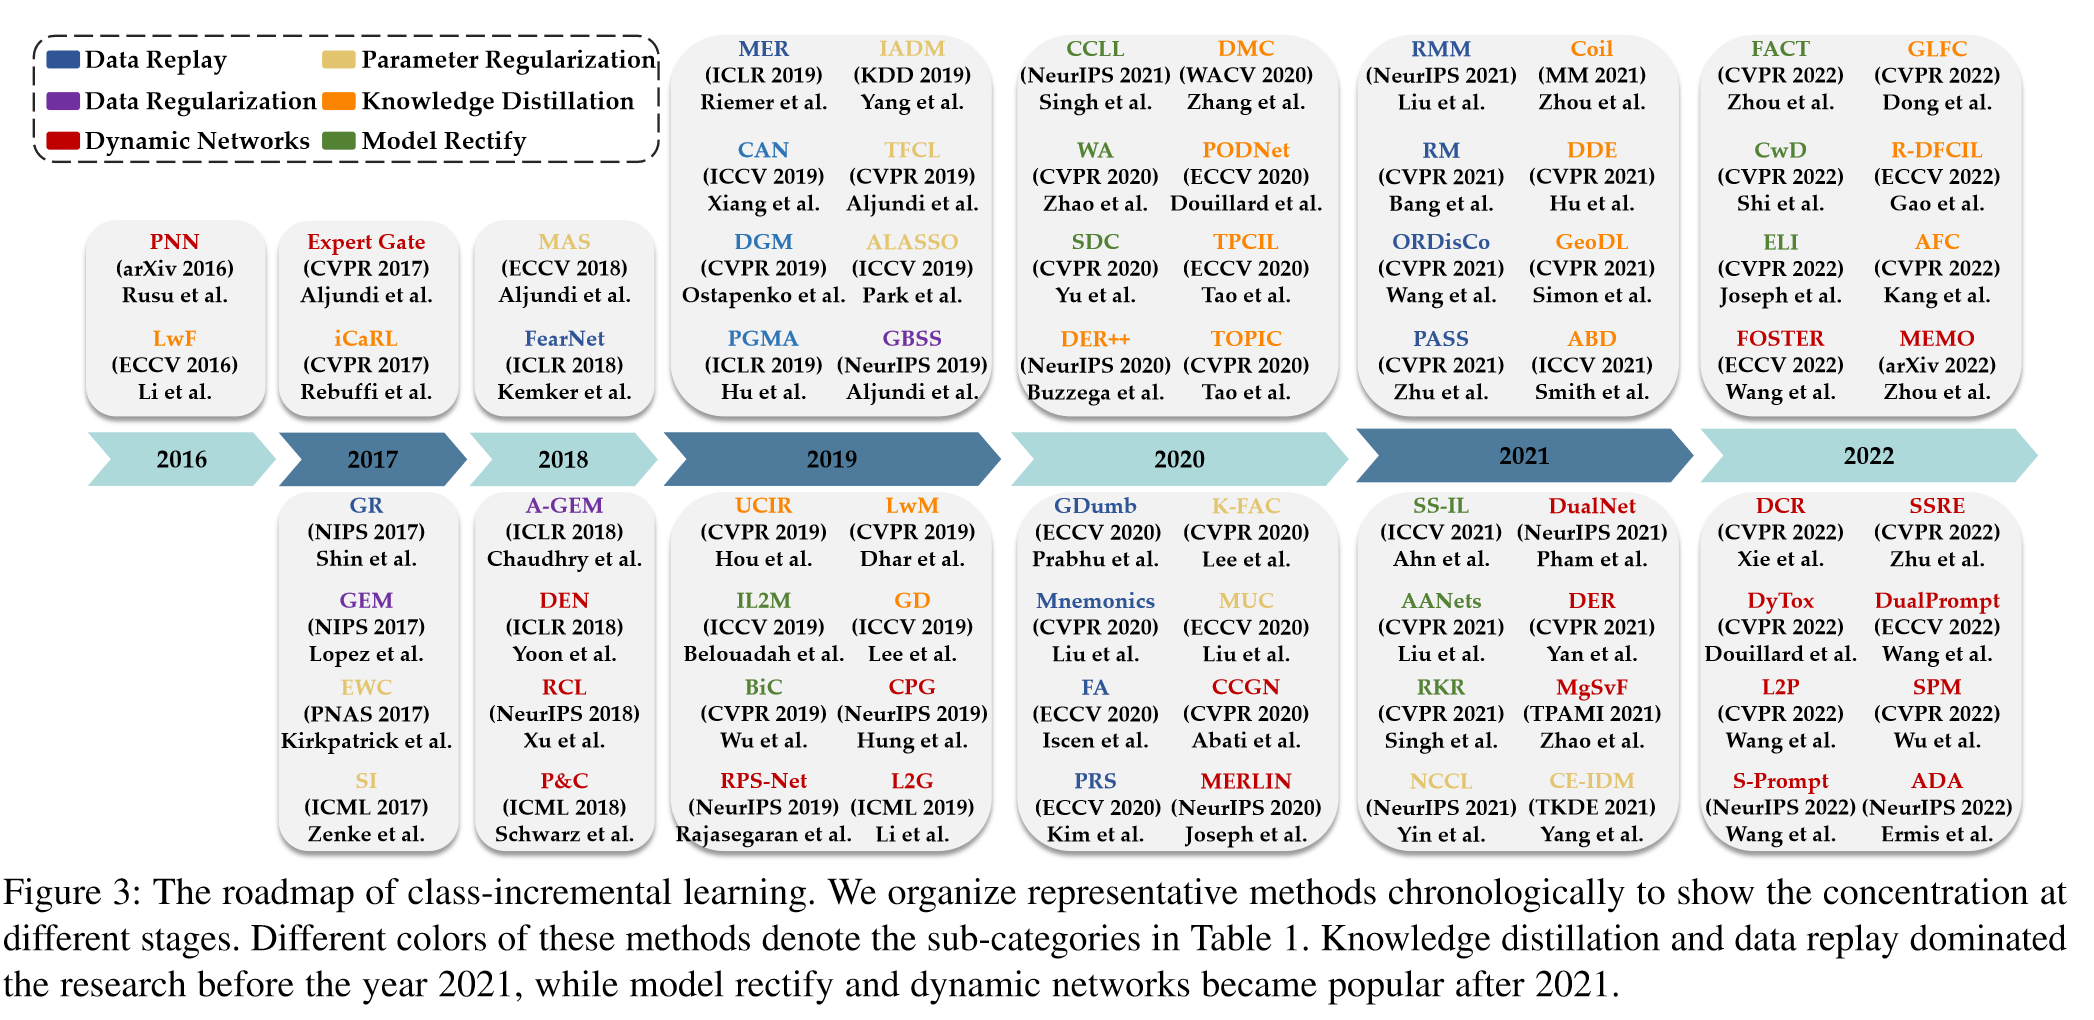 Data Replay
Parameter Regularization
Data Regularization
Knowledge Distillation
Dynamic Networks
Model Rectify
PNN
(arXiv 2016)
Rusu et al.
LwF
(ECCV 2016)
Li et al.
Expert Gate
(CVPR 2017)
Aljundi et al.
iCaRL
(CVPR 2017)
Rebuffi et al.
MAS
(ECCV 2018)
Aljundi et al.
FearNet
(ICLR 2018)
Kemker et al.
MER
(ICLR 2019)
Riemer et al.
CAN
(ICCV 2019)
Xiang et al.
DGM
(CVPR 2019)
Ostapenko et al.
PGMA
(ICLR 2019)
Hu et al.
IADM
(KDD 2019)
Yang et al.
TFCL
(CVPR 2019)
Aljundi et al.
ALASSO
(ICCV 2019)
Park et al.
GBSS
(NeurIPS 2019)
Aljundi et al.
CCLL
(NeurIPS 2021)
Singh et al.
WA
(CVPR 2020)
Zhao et al.
SDC
(CVPR 2020)
Yu et al.
DER++
(NeurIPS 2020)
Buzzega et al.
DMC
(WACV 2020)
Zhang et al.
PODNet
(ECCV 2020)
Douillard et al.
TPCIL
(ECCV 2020)
Tao et al.
TOPIC
(CVPR 2020)
Tao et al.
RMM
(NeurIPS 2021)
Liu et al.
RM
(CVPR 2021)
Bang et al.
ORDisCo
(CVPR 2021)
Wang et al.
PASS
(CVPR 2021)
Zhu et al.
Coil
(MM 2021)
Zhou et al.
DDE
(CVPR 2021)
Hu et al.
GeoDL
(CVPR 2021)
Simon et al.
ABD
(ICCV 2021)
Smith et al.
FACT
(CVPR 2022)
Zhou et al.
CwD
(CVPR 2022)
Shi et al.
ELI
(CVPR 2022)
Joseph et al.
FOSTER
(ECCV 2022)
Wang et al.
GLFC
(CVPR 2022)
Dong et al.
R-DFCIL
(ECCV 2022)
Gao et al.
AFC
(CVPR 2022)
Kang et al.
MEMO
(arXiv 2022)
Zhou et al.
2016
2017
2018
2019
2020
2021
2022
GR
(NIPS 2017)
Shin et al.
GEM
(NIPS 2017)
Lopez et al.
EWC
(PNAS 2017)
Kirkpatrick et al.
SI
(ICML 2017)
Zenke et al.
A-GEM
(ICLR 2018)
Chaudhry et al.
DEN
(ICLR 2018)
Yoon et al.
RCL
(NeurIPS 2018)
Xu et al.
P&C
(ICML 2018)
Schwarz et al.
UCIR
(CVPR 2019)
Hou et al.
IL2M
(ICCV 2019)
Belouadah et al.
BiC
(CVPR 2019)
Wu et al.
RPS-Net
(NeurIPS 2019)
Rajasegaran et al.
LwM
(CVPR 2019)
Dhar et al.
GD
(ICCV 2019)
Lee et al.
CPG
(NeurIPS 2019)
Hung et al.
L2G
(ICML 2019)
Li et al.
GDumb
(ECCV 2020)
Prabhu et al.
Mnemonics
(CVPR 2020)
Liu et al.
FA
(ECCV 2020)
Iscen et al.
PRS
(ECCV 2020)
Kim et al.
K-FAC
(CVPR 2020)
Lee et al.
MUC
(ECCV 2020)
Liu et al.
CCGN
(CVPR 2020)
Abati et al.
MERLIN
(NeurIPS 2020)
Joseph et al.
SS-IL
(ICCV 2021)
Ahn et al.
AANets
(CVPR 2021)
Liu et al.
RKR
(CVPR 2021)
Singh et al.
NCCL
(NeurIPS 2021)
Yin et al.
DualNet
(NeurIPS 2021)
Pham et al.
DER
(CVPR 2021)
Yan et al.
MgSvF
(TPAMI 2021)
Zhao et al.
CE-IDM
(TKDE 2021)
Yang et al.
DCR
(CVPR 2022)
Xie et al.
DyTox
(CVPR 2022)
Douillard et al.
L2P
(CVPR 2022)
Wang et al.
S-Prompt
(NeurIPS 2022)
Wang et al.
SSRE
(CVPR 2022)
Zhu et al.
DualPrompt
(ECCV 2022)
Wang et al.
SPM
(CVPR 2022)
Wu et al.
ADA
(NeurIPS 2022)
Ermis et al.
Figure 3: The roadmap of class-incremental learning. We organize representative methods chronologically to show the concentration at
different stages. Different colors of these methods denote the sub-categories in Table 1. Knowledge distillation and data replay dominated
the research before the year 2021, while model rectify and dynamic networks became popular after 2021.